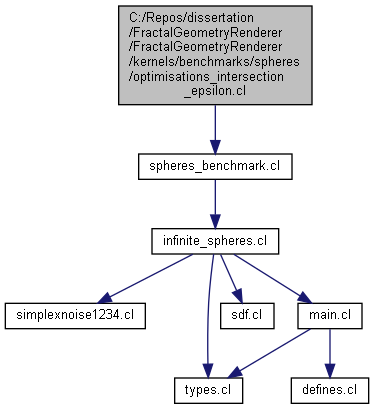 C:/Repos/dissertation
/FractalGeometryRenderer
/FractalGeometryRenderer
/kernels/benchmarks/spheres
/optimisations_intersection
_epsilon.cl
spheres_benchmark.cl
infinite_spheres.cl
simplexnoise1234.cl
sdf.cl
main.cl
types.cl
defines.cl